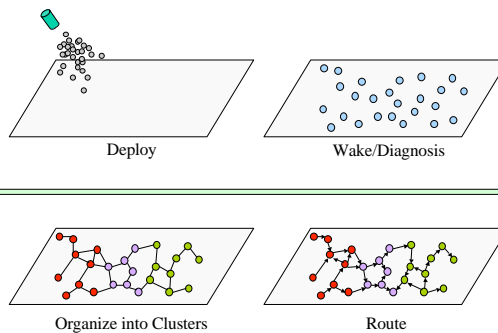 Deploy
Wake/Diagnosis
Organize into Clusters
Route